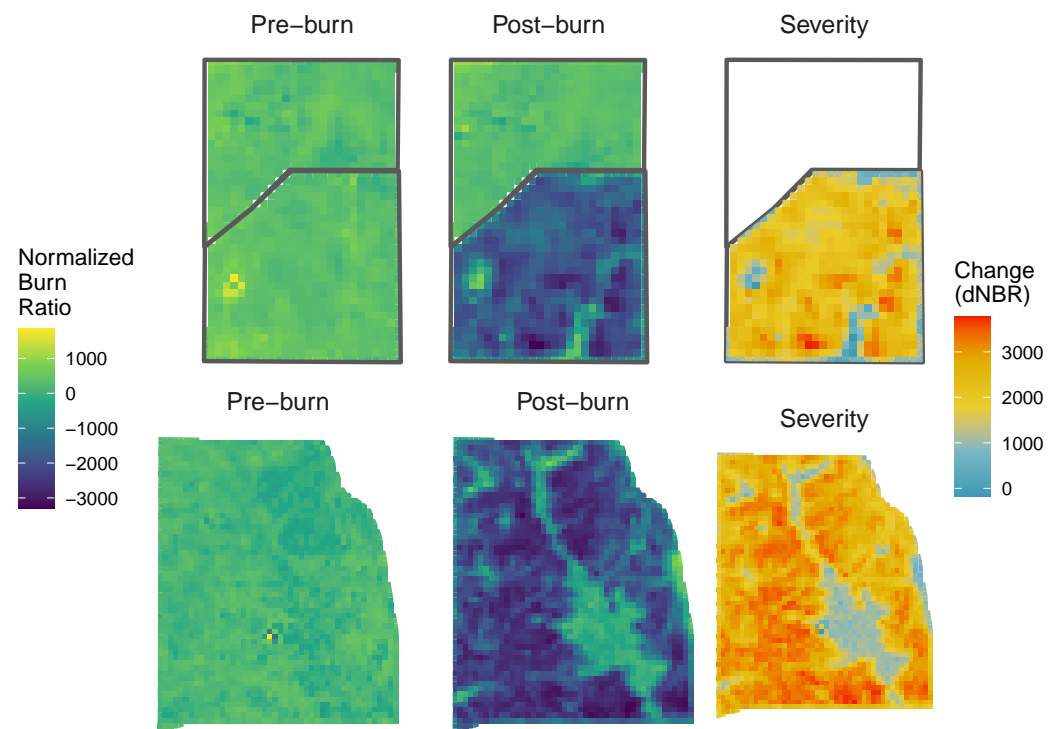 Pre−burn
Post−burn
Severity
Normalized
Burn
Ratio
1000
0
−1000
−2000
−3000
Change
(dNBR)
3000
2000
1000
0
Pre−burn
Post−burn
Severity